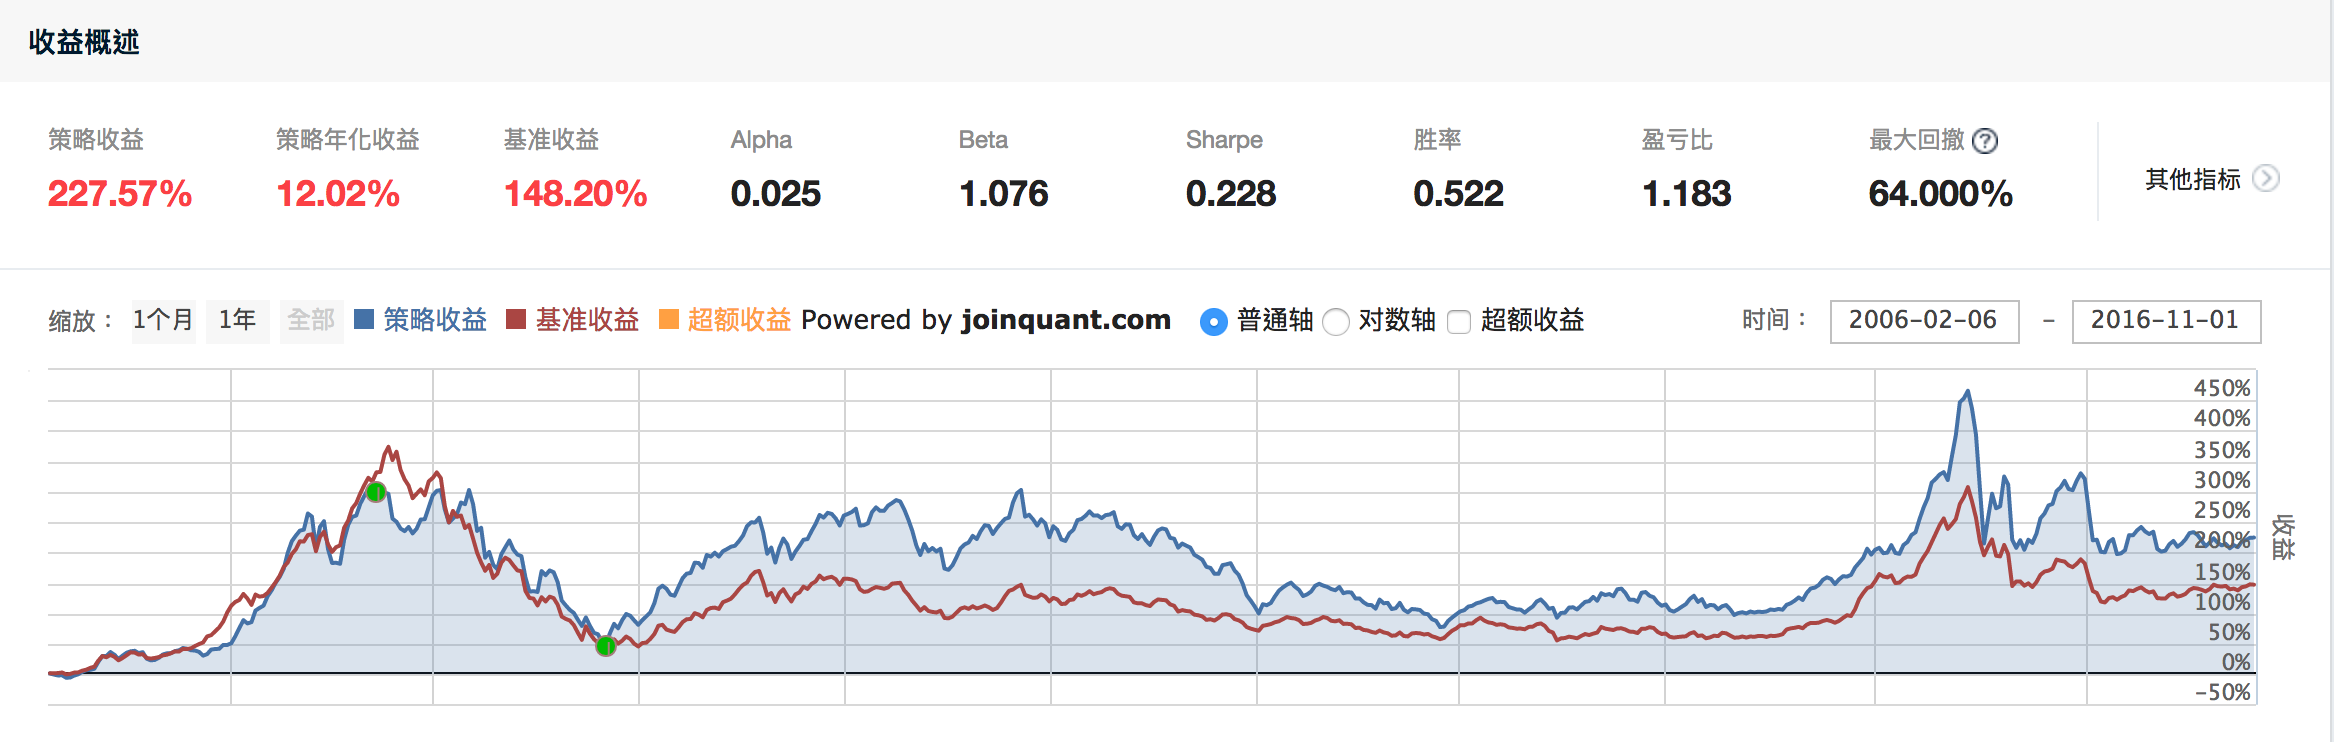 收益概述
策略收益 策略年化收益 基准收益 Alpha Beta Sharpe 胜率 盈亏比 最大回撤 ?
227.57% 12.02% 148.20% 0.025 1.076 0.228 0.522 1.183 64.000%
其他指标
缩放： 1个月 1年 全部 策略收益 基准收益 超额收益 Powered by joinquant.com 普通轴 对数轴 超额收益 时间： 2006-02-06 - 2016-11-01
450%
400%
350%
300%
250%
200%
150%
100%
50%
0%
-50%
收益